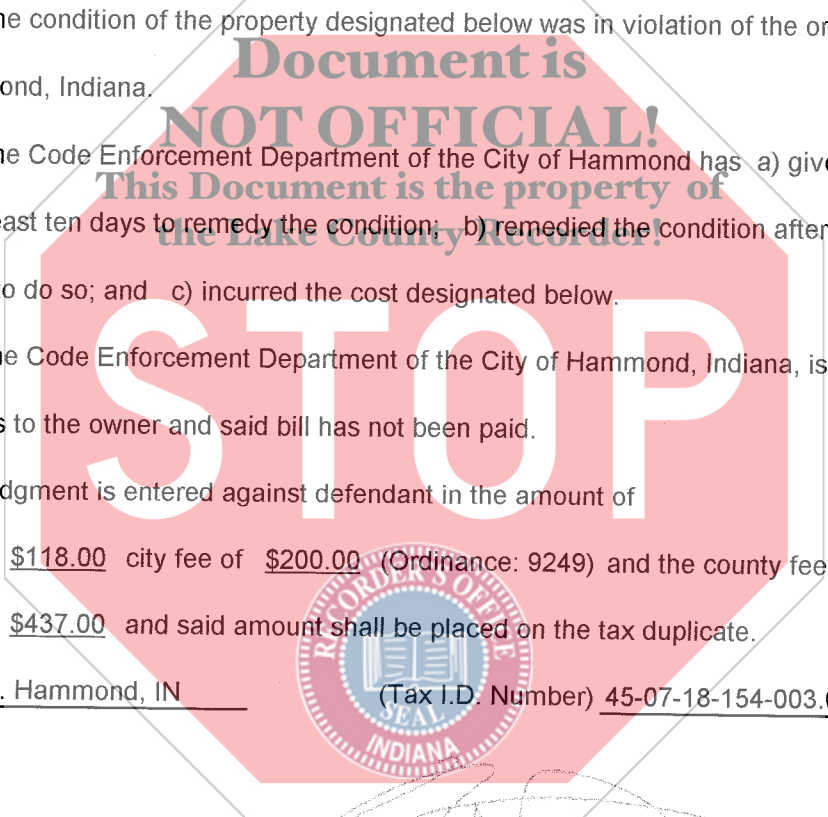 ne condition of the property designated below was in violation of the or
Document is
ond, Indiana.
NOT OFFICIAL!
ne Code Enforcement Department of the City of Hammond has a) give
This Document is the property of
east ten days to remedy the condition; b) remedied the condition after
the Lake County Recorder!
o do so; and c) incurred the cost designated below.
e Code Enforcement Department of the City of Hammond, Indiana, is
STOP
s to the owner and said bill has not been paid.
dgment is entered against defendant in the amount of
$118.00 city fee of $200.00 (Ordinance: 9249) and the county fee
$437.00 and said amount shall be placed on the tax duplicate.
. Hammond, IN (Tax I.D. Number) 45-07-18-154-003.
RECORDER'S OFFICE
SEAL
INDIANA